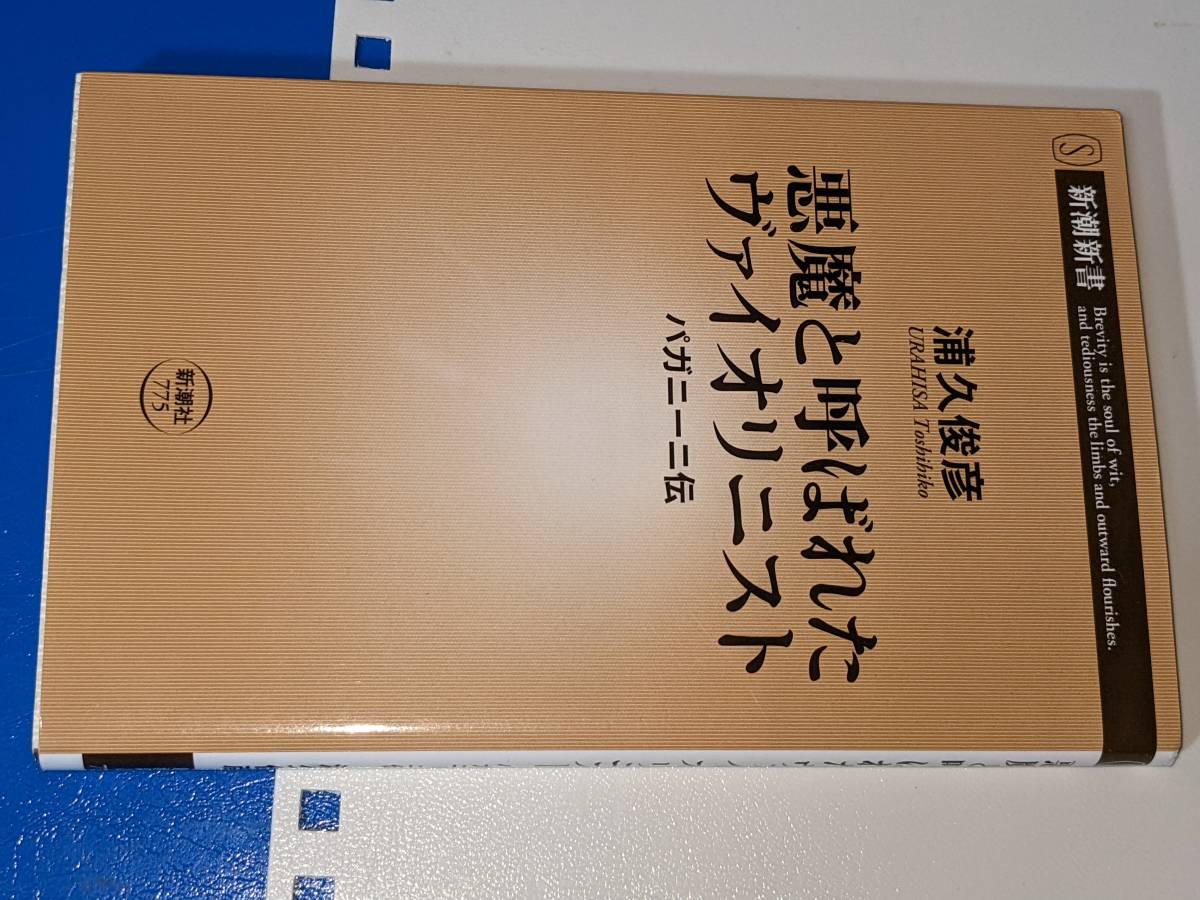 S
新潮新書
Brevity is the soul of wit,
and tediousness the limbs and outward flourishes.
浦久俊彦
URAHISA Toshihiko
悪魔と呼ばれた
ヴァイオリニスト
パガニーニ伝
新潮社
775